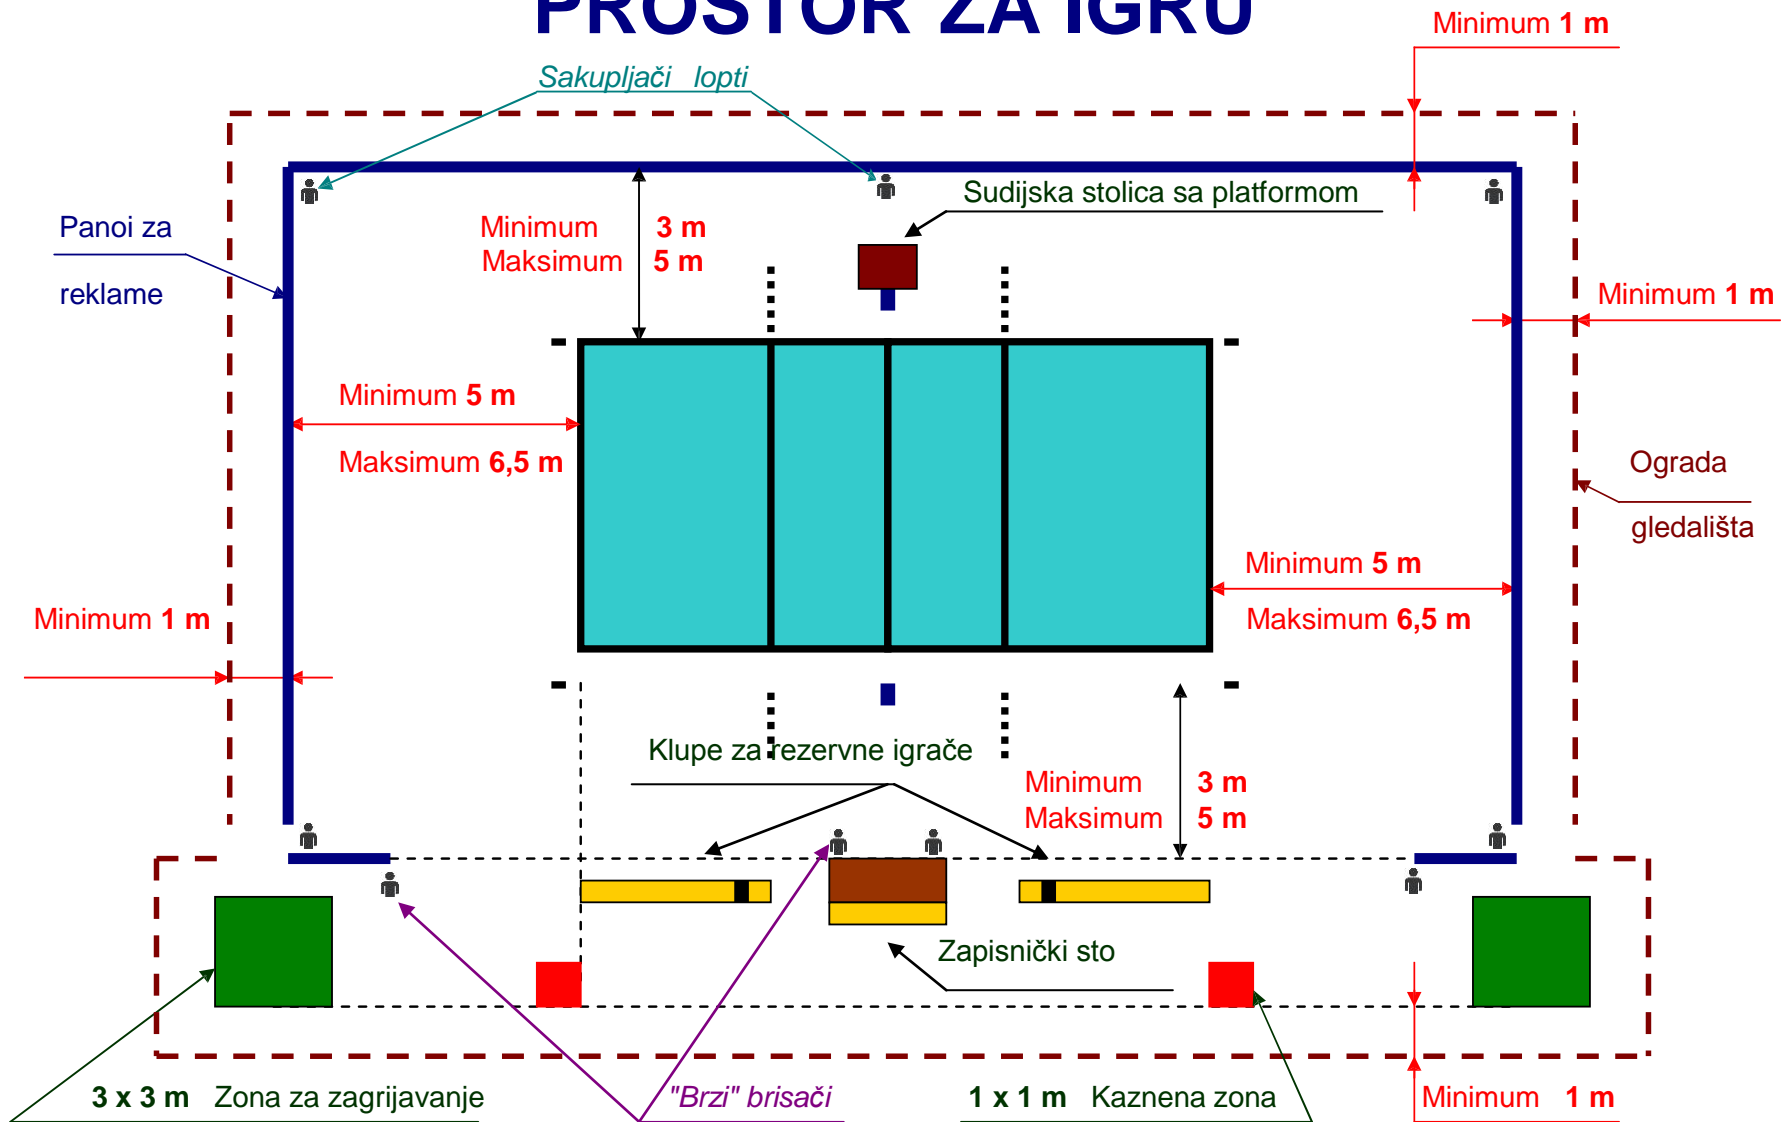 PROSTOR ZA IGRU
Minimum 1 m
Sakupljači lopti
Sudijska stolica sa platformom
Panoi za
reklame
Minimum 3 m
Maksimum 5 m
Minimum 1 m
Minimum 5 m
Maksimum 6,5 m
Ograda
gledališta
Minimum 5 m
Maksimum 6,5 m
Minimum 1 m
Klupe za rezervne igrače
Minimum 3 m
Maksimum 5 m
Zapisnički sto
3 x 3 m Zona za zagrijavanje
"Brzi" brisači
1 x 1 m Kaznena zona
Minimum 1 m